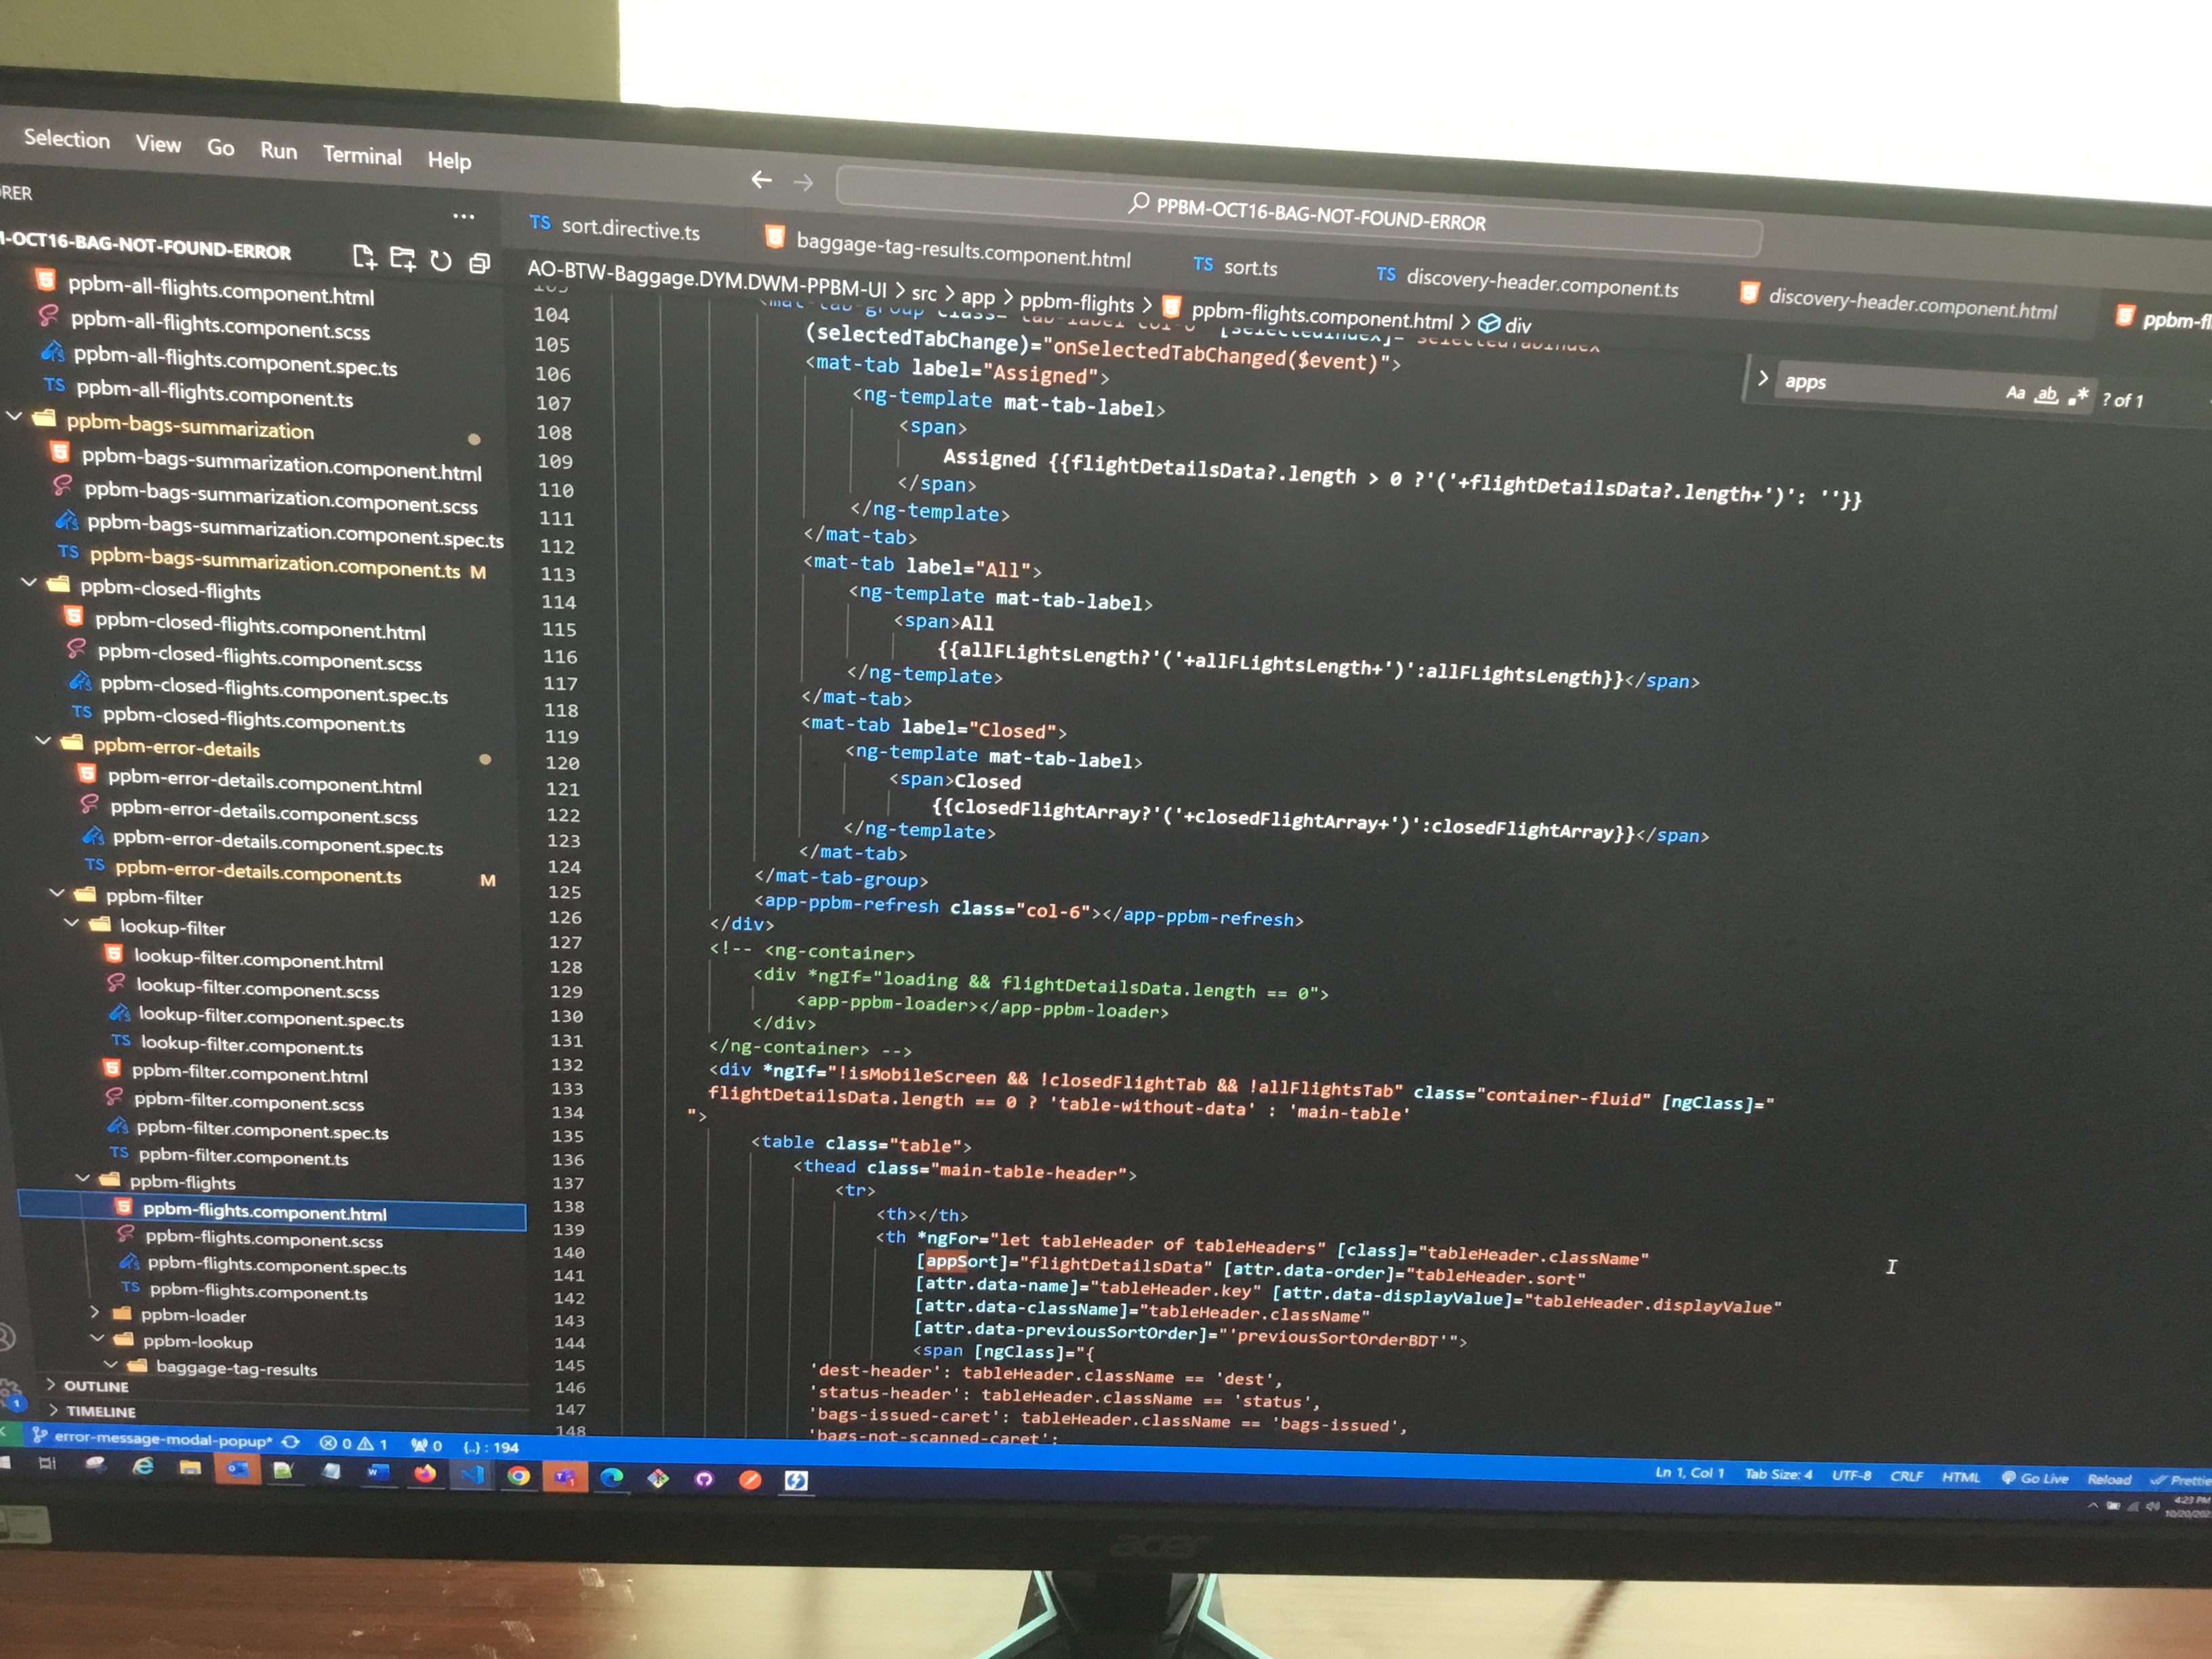 Selection View Go Run Terminal Help
PPBM-OCT16-BAG-NOT-FOUND-ERROR
RER
...
-OCT16-BAG-NOT-FOUND-ERROR
ppbm-all-flights.component.html
ppbm-all-flights.component.scss
ppbm-all-flights.component.spec.ts
TS ppbm-all-flights.component.ts
ppbm-bags-summarization
ppbm-bags-summarization.component.html
ppbm-bags-summarization.component.scss
ppbm-bags-summarization.component.spec.ts
TS ppbm-bags-summarization.component.ts M
ppbm-closed-flights
ppbm-closed-flights.component.html
ppbm-closed-flights.component.scss
ppbm-closed-flights.component.spec.ts
TS ppbm-closed-flights.component.ts
ppbm-error-details
ppbm-error-details.component.html
ppbm-error-details.component.scss
ppbm-error-details.component.spec.ts
TS ppbm-error-details.component.ts M
ppbm-filter
lookup-filter
lookup-filter.component.html
lookup-filter.component.scss
lookup-filter.component.spec.ts
TS lookup-filter.component.ts
ppbm-filter.component.html
ppbm-filter.component.scss
ppbm-filter.component.spec.ts
TS ppbm-filter.component.ts
ppbm-flights
ppbm-flights.component.html
ppbm-flights.component.scss
ppbm-flights.component.spec.ts
TS ppbm-flights.component.ts
ppbm-loader
ppbm-lookup
baggage-tag-results
OUTLINE
TIMELINE
TS sort.directive.ts
baggage-tag-results.component.html
TS sort.ts
TS discovery-header.component.ts
discovery-header.component.html
ppbm-fl
AO-BTW-Baggage.DYM.DWM-PPBM-UI > src > app > ppbm-flights > ppbm-flights.component.html > div
apps Aa ab .* ? of 1
104
105 (selectedTabChange)="onSelectedTabChanged($event)">
106 <mat-tab label="Assigned">
107 <ng-template mat-tab-label>
108 <span>
109 Assigned {{flightDetailsData?.length > 0 ?'('+flightDetailsData?.length+')': ''}}
110 </span>
111 </ng-template>
112 </mat-tab>
113 <mat-tab label="All">
114 <ng-template mat-tab-label>
115 <span>All
116 {{allFLightsLength?'('+allFLightsLength+')':allFLightsLength}}</span>
117 </ng-template>
118 </mat-tab>
119 <mat-tab label="Closed">
120 <ng-template mat-tab-label>
121 <span>Closed
122 {{closedFlightArray?'('+closedFlightArray+')':closedFlightArray}}</span>
123 </ng-template>
124 </mat-tab>
125 </mat-tab-group>
126 <app-ppbm-refresh class="col-6"></app-ppbm-refresh>
127 </div>
128 <!-- <ng-container>
129 <div *ngIf="loading && flightDetailsData.length == 0">
130 <app-ppbm-loader></app-ppbm-loader>
131 </div>
132 </ng-container> -->
133 <div *ngIf="!isMobileScreen && !closedFlightTab && !allFlightsTab" class="container-fluid" [ngClass]="
134 flightDetailsData.length == 0 ? 'table-without-data' : 'main-table'
135 ">
136 <table class="table">
137 <thead class="main-table-header">
138 <tr>
139 <th></th>
140 <th *ngFor="let tableHeader of tableHeaders" [class]="tableHeader.className"
141 [appSort]="flightDetailsData" [attr.data-order]="tableHeader.sort"
142 [attr.data-name]="tableHeader.key" [attr.data-displayValue]="tableHeader.displayValue"
143 [attr.data-className]="tableHeader.className"
144 [attr.data-previousSortOrder]="'previousSortOrderBDT'">
145 <span [ngClass]="{
146 'dest-header': tableHeader.className == 'dest',
147 'status-header': tableHeader.className == 'status',
148 'bags-issued-caret': tableHeader.className == 'bags-issued',
'bags-not-scanned-caret':
error-message-modal-popup* 0 1 0 {..} : 194
Ln 1, Col 1 Tab Size: 4 UTF-8 CRLF HTML Go Live Reload Prettie
4:23 PM
acer